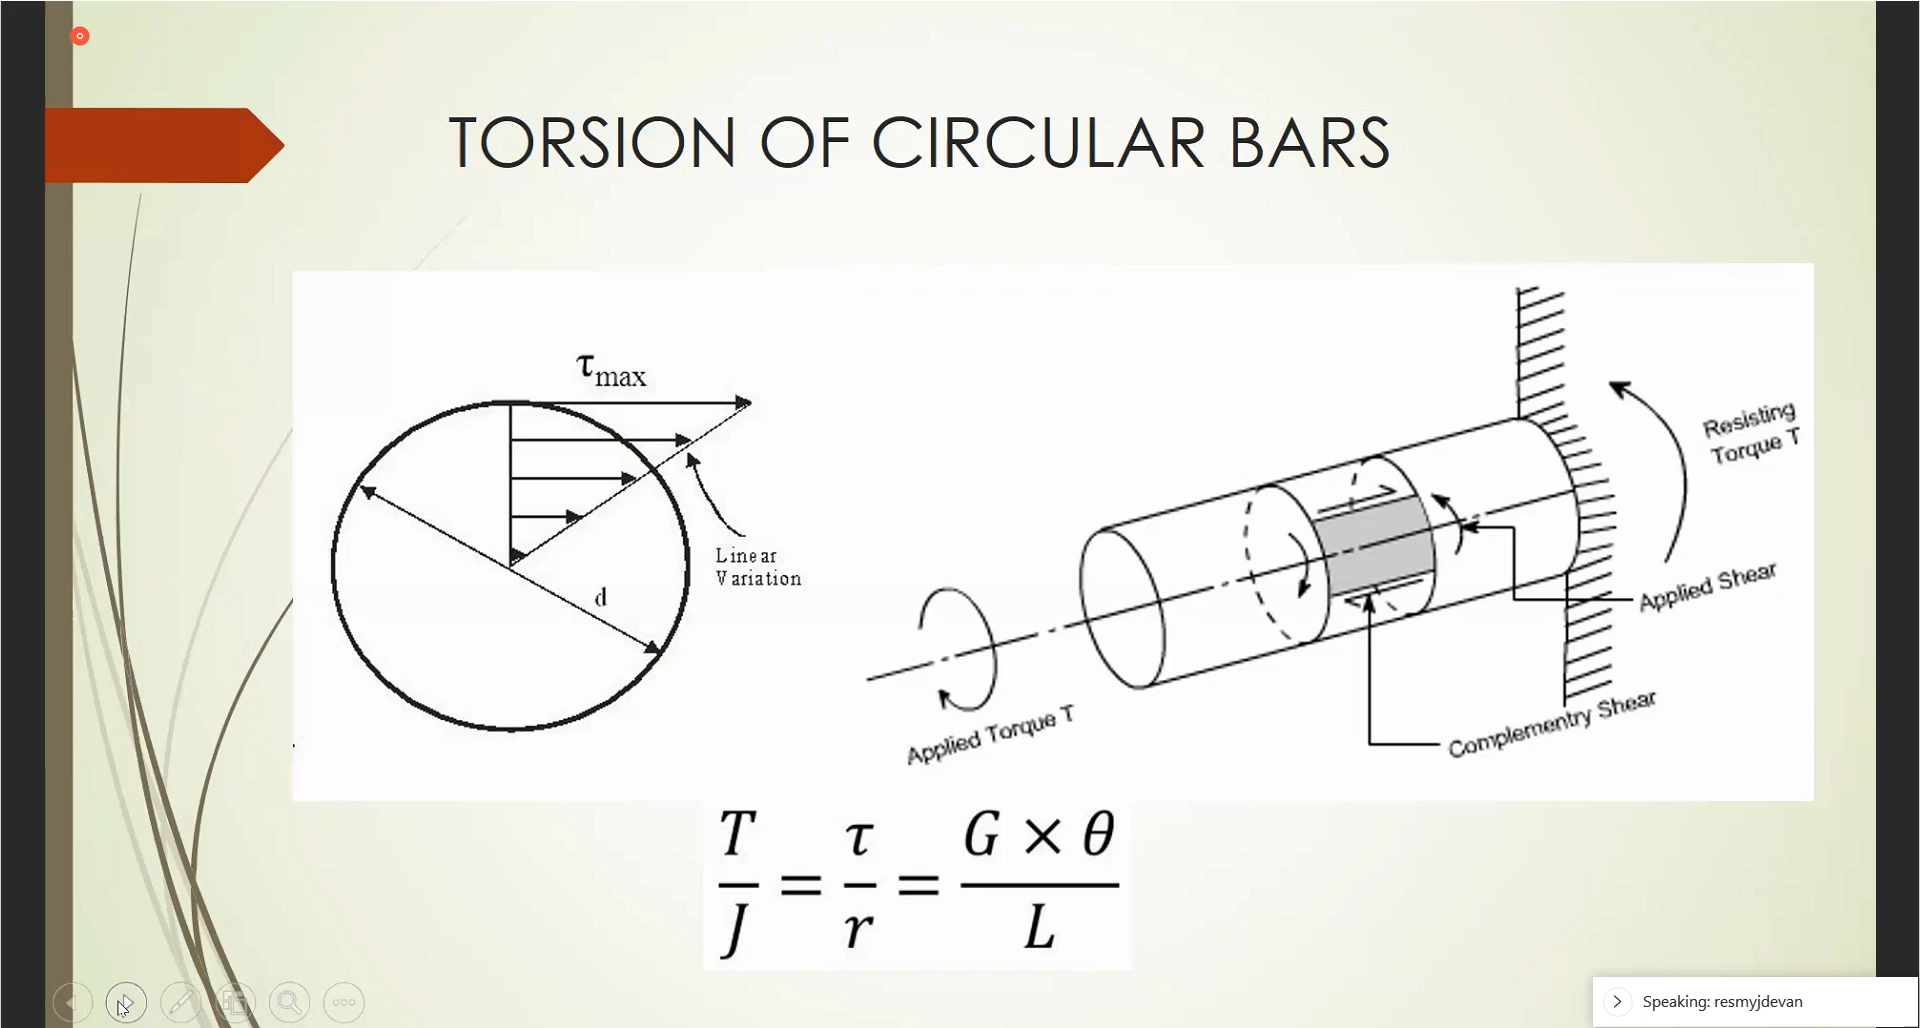 TORSION OF CIRCULAR BARS
τmax
Linear
Variation
d
Resisting
Torque T
Applied Shear
Applied Torque T
Complementry Shear
T/J = τ/r = G × θ/L
Speaking: resmyjdevan